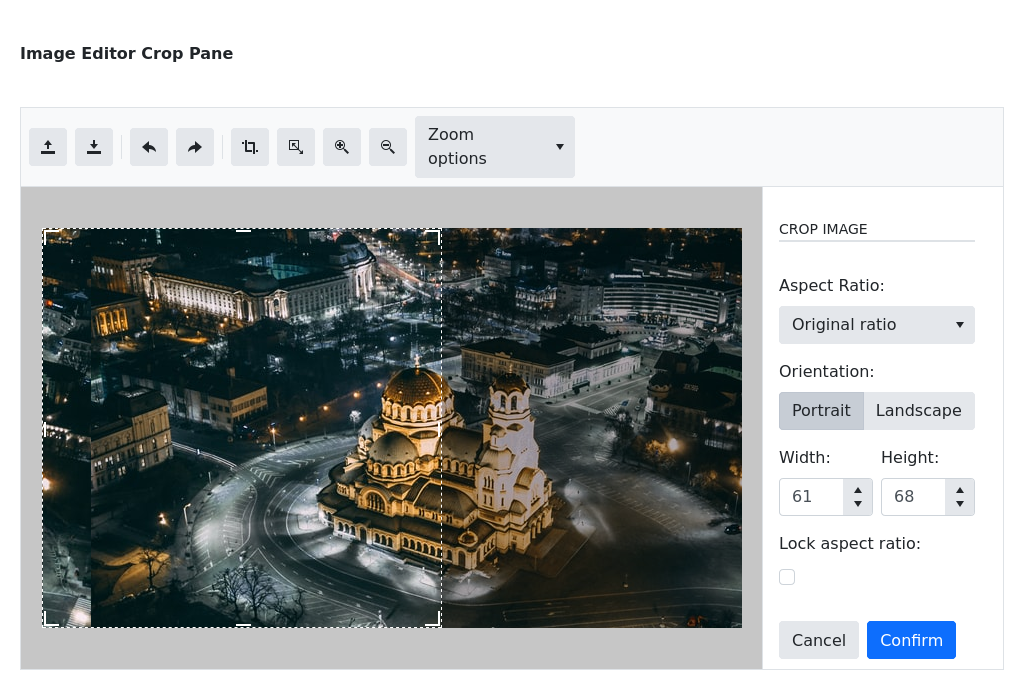 Image Editor Crop Pane
Zoom
options
CROP IMAGE
Aspect Ratio:
Original ratio
Orientation:
Portrait Landscape
Width: Height:
61 68
Lock aspect ratio:
Cancel Confirm